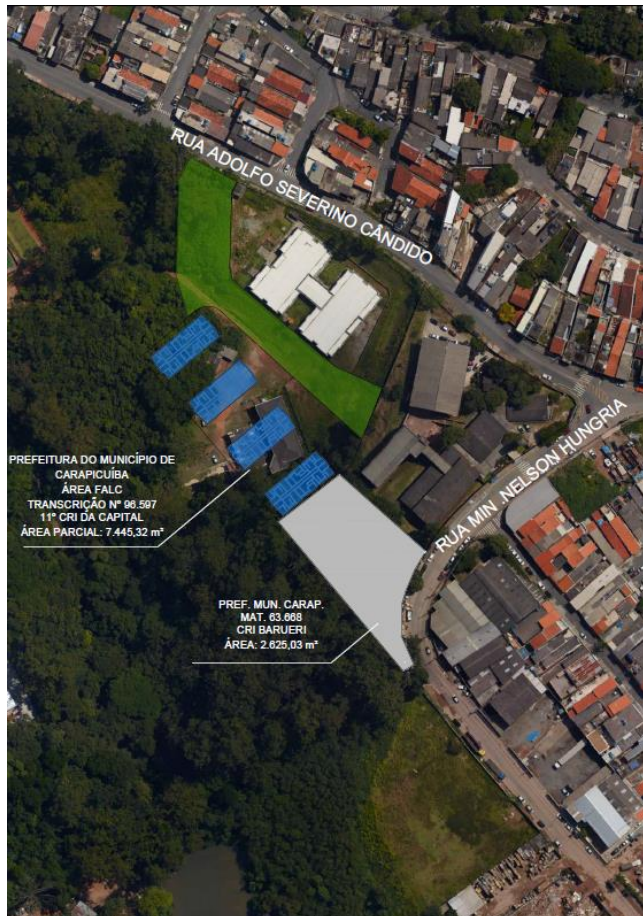 RUA ADOLFO SEVERINO CÂNDIDO
RUA MIN. NELSON HUNGRIA
PREFEITURA DO MUNICÍPIO DE
CARAPICUÍBA
ÁREA FALC
TRANSCRIÇÃO Nº 96.597
11º CRI DA CAPITAL
ÁREA PARCIAL: 7.445,32 m²
PREF. MUN. CARAP.
MAT. 63.668
CRI BARUERI
ÁREA: 2.625,03 m²